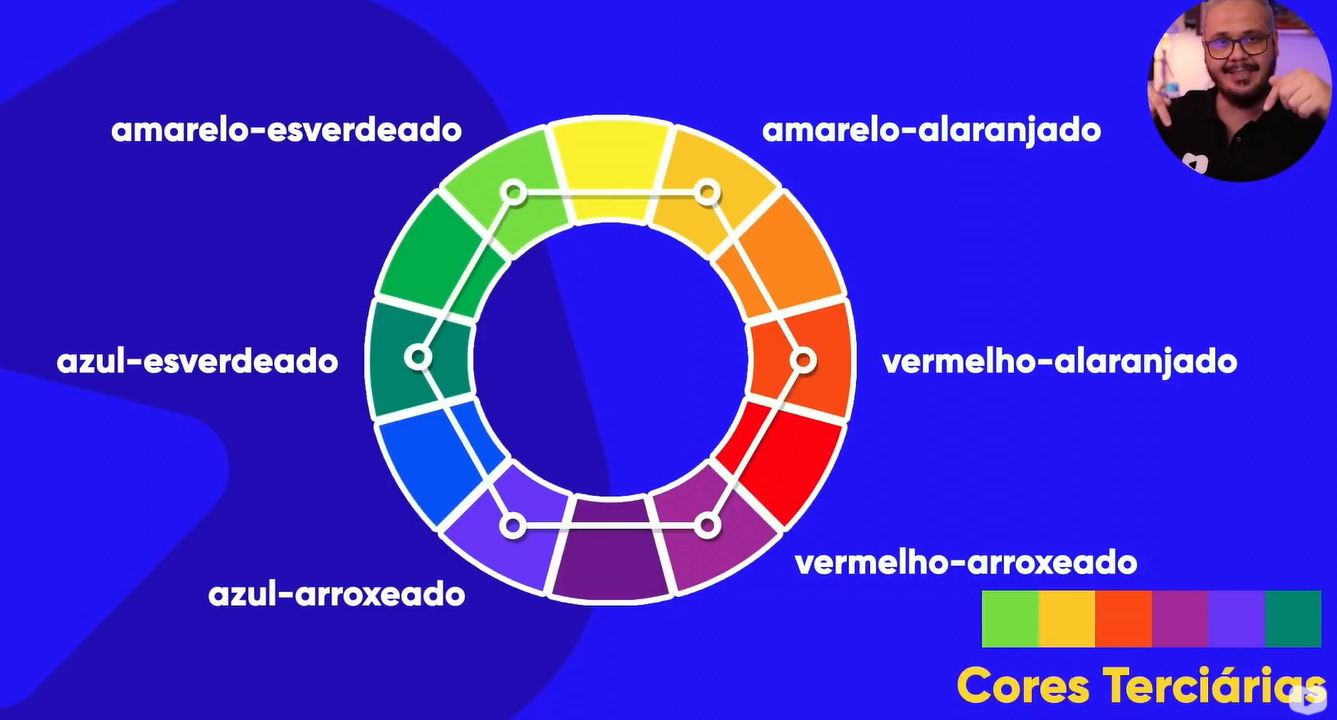 amarelo-esverdeado
amarelo-alaranjado
azul-esverdeado
vermelho-alaranjado
vermelho-arroxeado
azul-arroxeado
Cores Terciárias